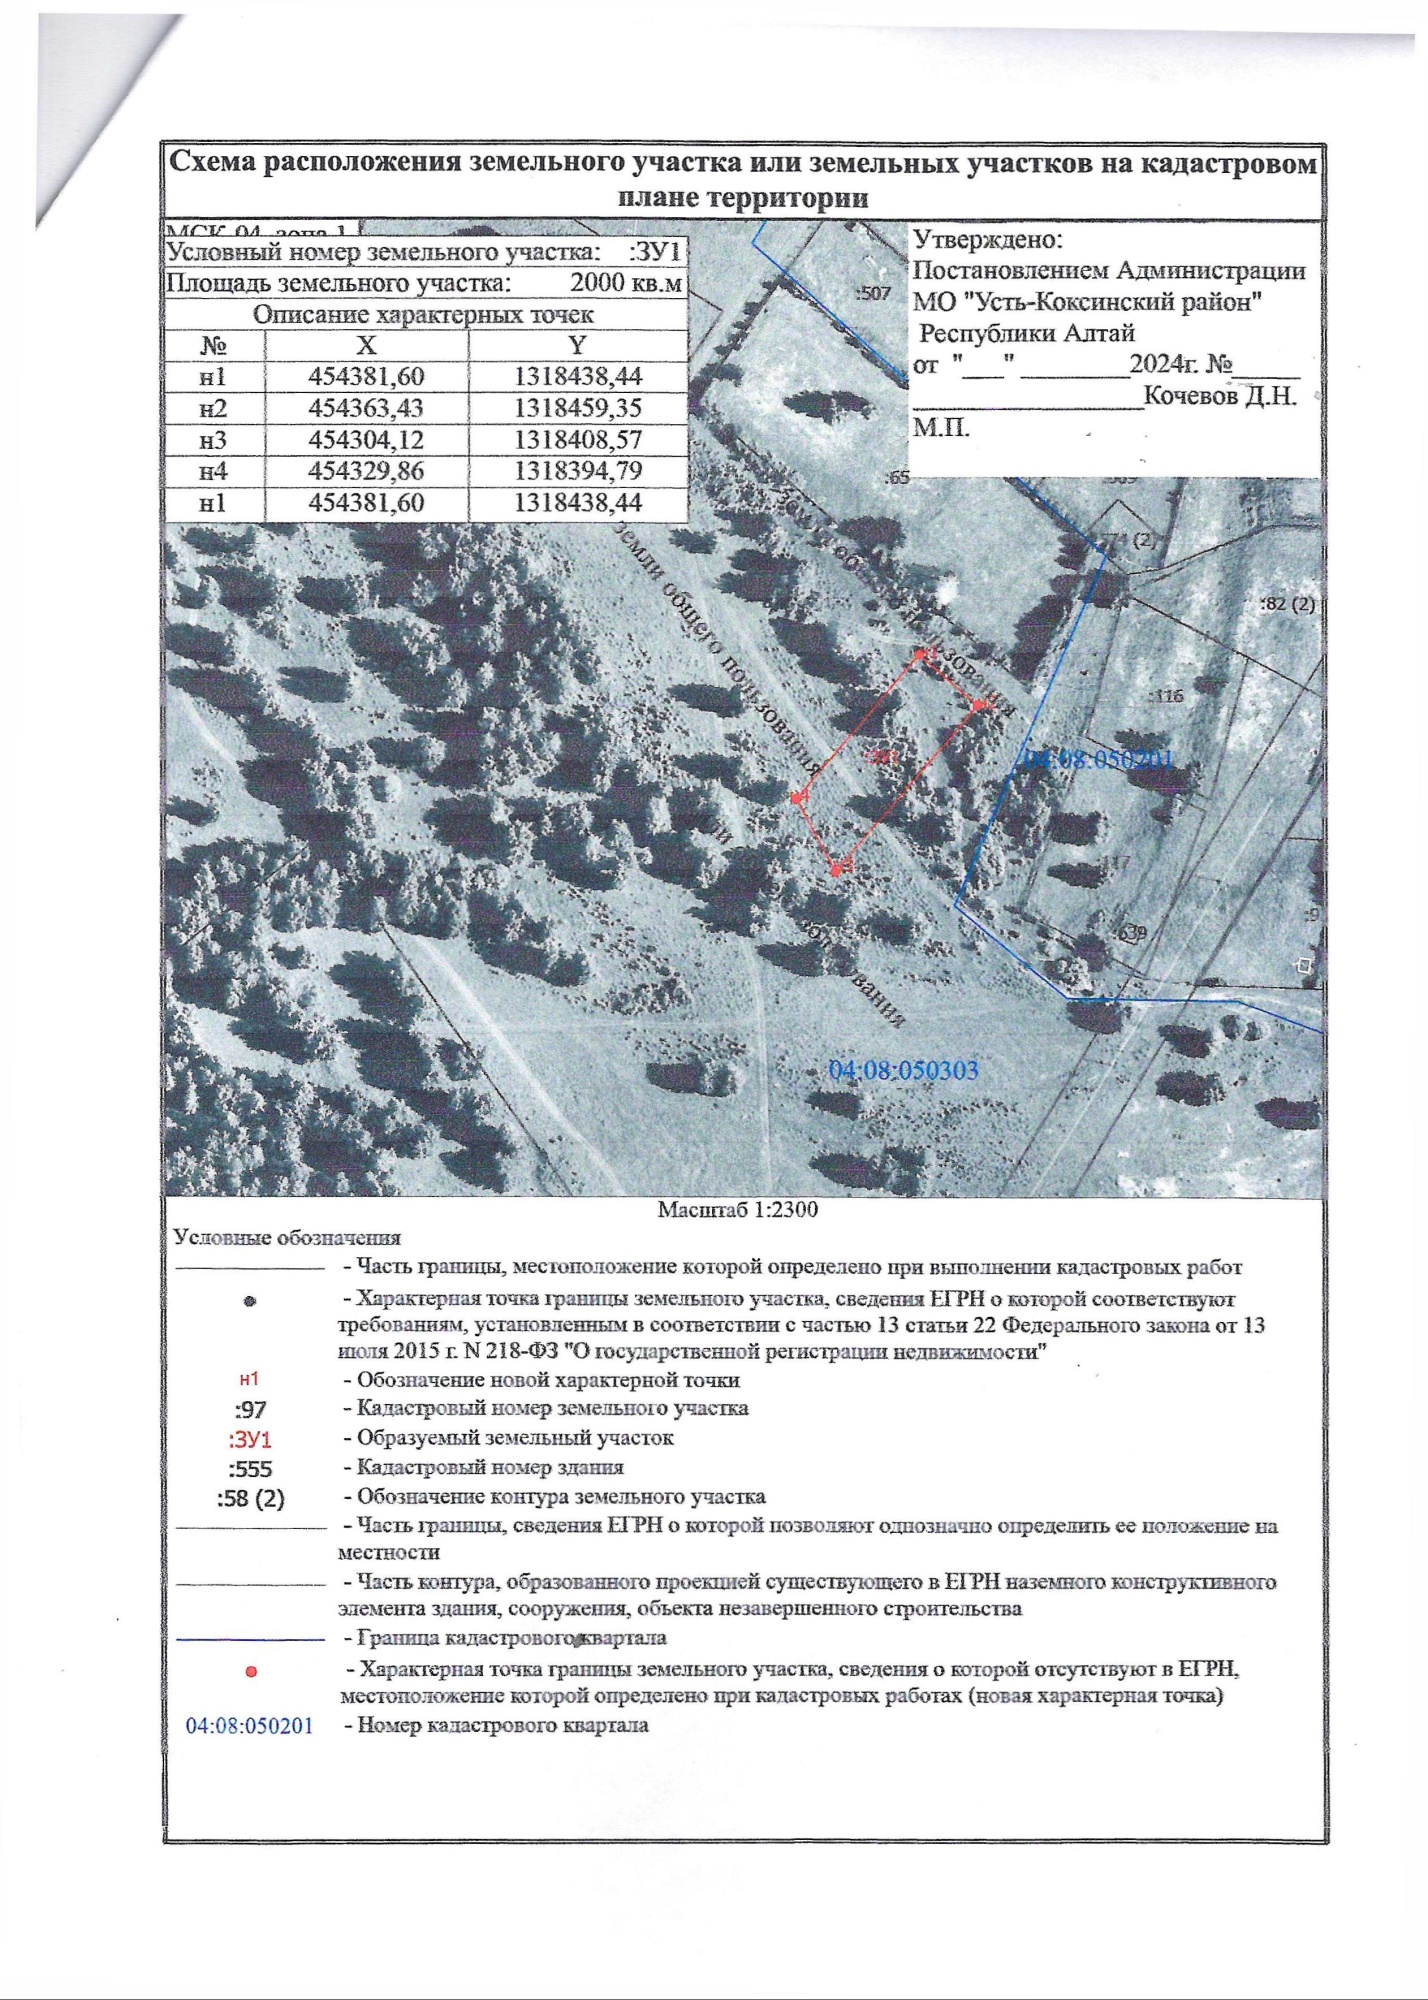 Схема расположения земельного участка или земельных участков на кадастровом
плане территории
МСК-04, зона 1
Условный номер земельного участка: :ЗУ1
Площадь земельного участка: 2000 кв.м
Описание характерных точек
№ X Y
н1 454381,60 1318438,44
н2 454363,43 1318459,35
н3 454304,12 1318408,57
н4 454329,86 1318394,79
н1 454381,60 1318438,44
Утверждено:
Постановлением Администрации
МО "Усть-Коксинский район"
Республики Алтай
от "___" ________2024г. №_____
_________________Кочевов Д.Н.
М.П.
:507
:65
(2)
:82 (2)
:116
земли общего пользования
04:08:050201
:117
:639
:9
04:08:050303
Масштаб 1:2300
Условные обозначения
- Часть границы, местоположение которой определено при выполнении кадастровых работ
- Характерная точка границы земельного участка, сведения ЕГРН о которой соответствуют
требованиям, установленным в соответствии с частью 13 статьи 22 Федерального закона от 13
июля 2015 г. N 218-ФЗ "О государственной регистрации недвижимости"
н1 - Обозначение новой характерной точки
:97 - Кадастровый номер земельного участка
:ЗУ1 - Образуемый земельный участок
:555 - Кадастровый номер здания
:58 (2) - Обозначение контура земельного участка
- Часть границы, сведения ЕГРН о которой позволяют однозначно определить ее положение на
местности
- Часть контура, образованного проекцией существующего в ЕГРН наземного конструктивного
элемента здания, сооружения, объекта незавершенного строительства
- Граница кадастрового квартала
- Характерная точка границы земельного участка, сведения о которой отсутствуют в ЕГРН,
местоположение которой определено при кадастровых работах (новая характерная точка)
04:08:050201 - Номер кадастрового квартала